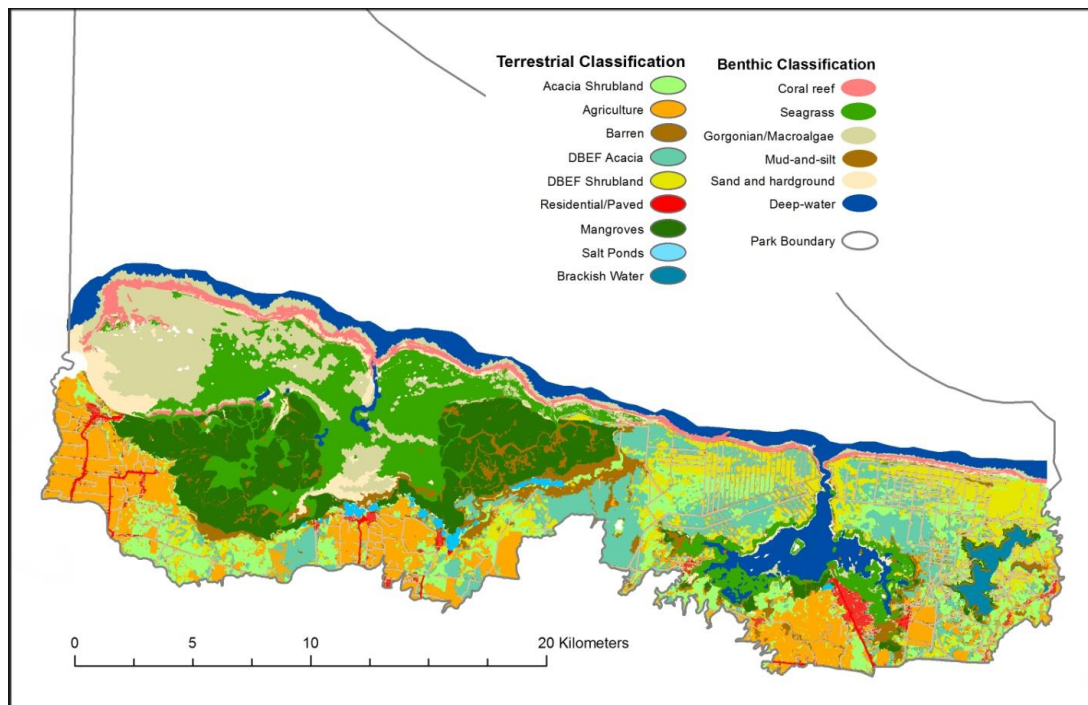 Terrestrial Classification
Acacia Shrubland
Agriculture
Barren
DBEF Acacia
DBEF Shrubland
Residential/Paved
Mangroves
Salt Ponds
Brackish Water
Benthic Classification
Coral reef
Seagrass
Gorgonian/Macroalgae
Mud-and-silt
Sand and hardground
Deep-water
Park Boundary
0 5 10 20 Kilometers